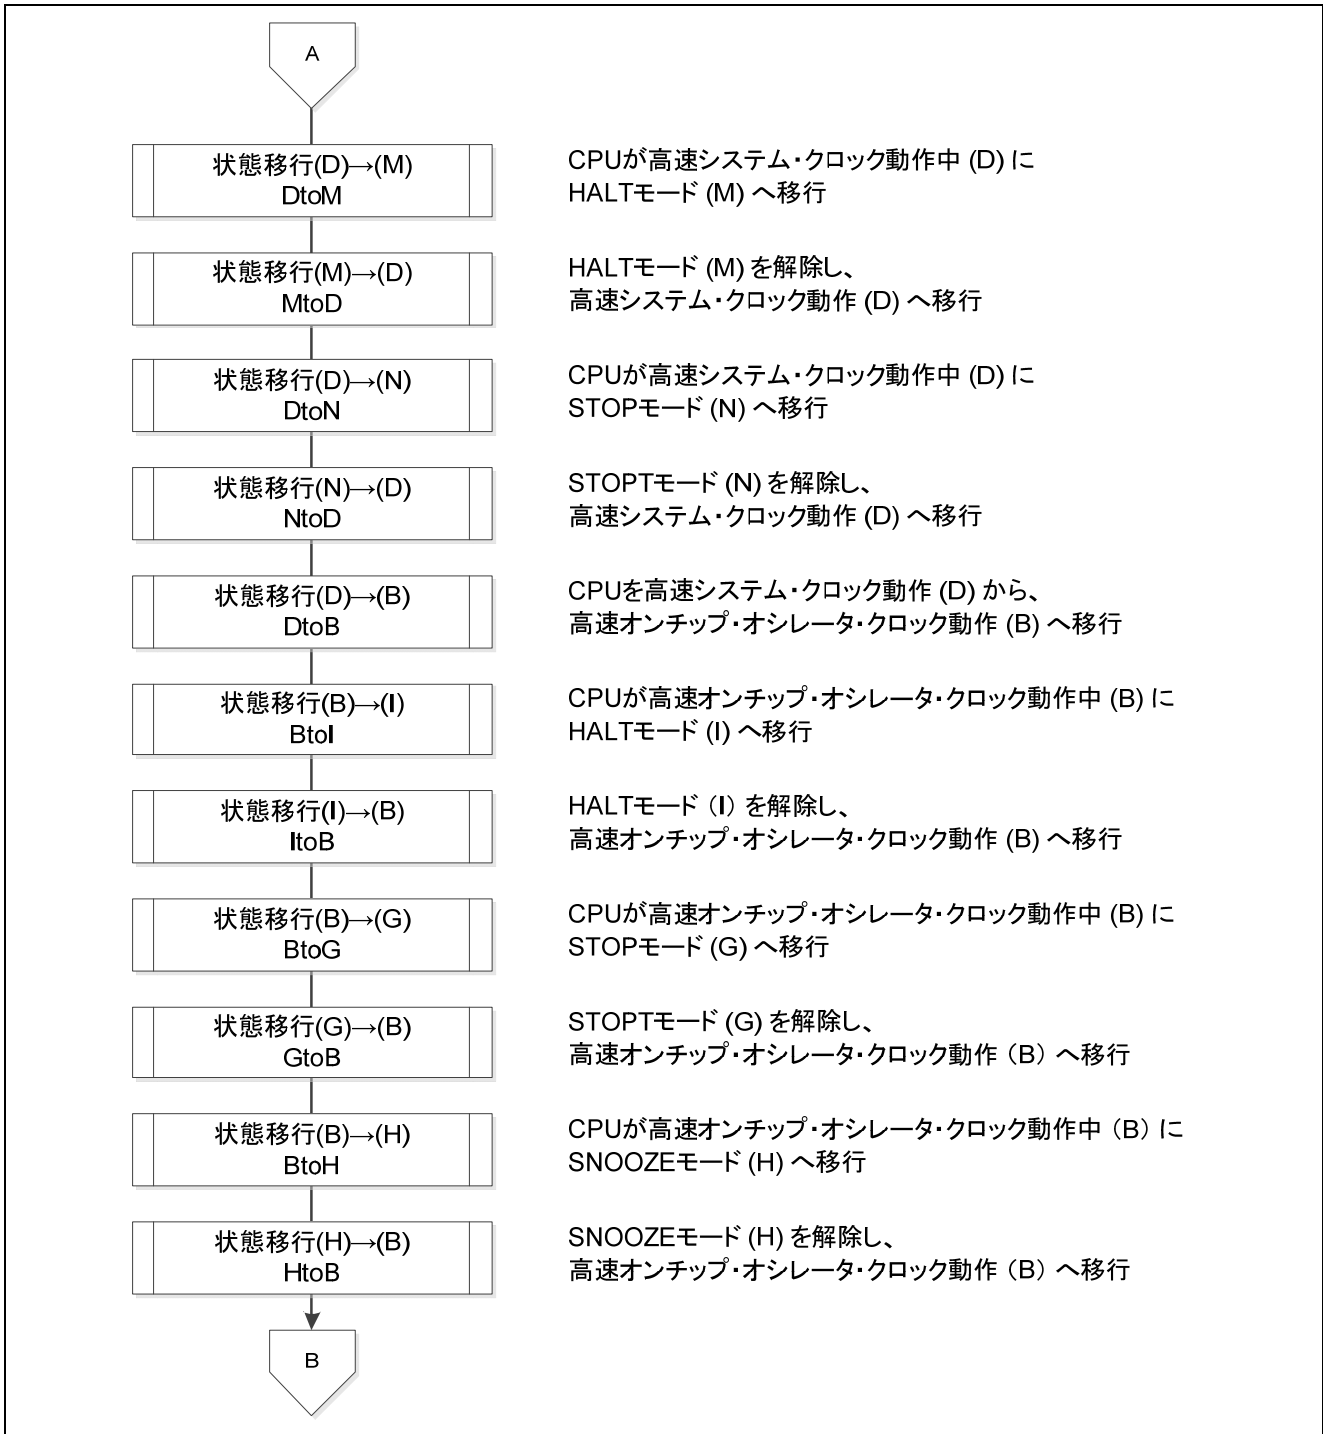 A
状態移行(D)→(M)
DtoM
CPUが高速システム・クロック動作中 (D) に
HALTモード (M) へ移行
状態移行(M)→(D)
MtoD
HALTモード (M) を解除し、
高速システム・クロック動作 (D) へ移行
状態移行(D)→(N)
DtoN
CPUが高速システム・クロック動作中 (D) に
STOPモード (N) へ移行
状態移行(N)→(D)
NtoD
STOPTモード (N) を解除し、
高速システム・クロック動作 (D) へ移行
状態移行(D)→(B)
DtoB
CPUを高速システム・クロック動作 (D) から、
高速オンチップ・オシレータ・クロック動作 (B) へ移行
状態移行(B)→(I)
BtoI
CPUが高速オンチップ・オシレータ・クロック動作中 (B) に
HALTモード (I) へ移行
状態移行(I)→(B)
ItoB
HALTモード（I）を解除し、
高速オンチップ・オシレータ・クロック動作 (B) へ移行
状態移行(B)→(G)
BtoG
CPUが高速オンチップ・オシレータ・クロック動作中 (B) に
STOPモード (G) へ移行
状態移行(G)→(B)
GtoB
STOPTモード (G) を解除し、
高速オンチップ・オシレータ・クロック動作（B）へ移行
状態移行(B)→(H)
BtoH
CPUが高速オンチップ・オシレータ・クロック動作中（B）に
SNOOZEモード (H) へ移行
状態移行(H)→(B)
HtoB
SNOOZEモード (H) を解除し、
高速オンチップ・オシレータ・クロック動作（B）へ移行
B